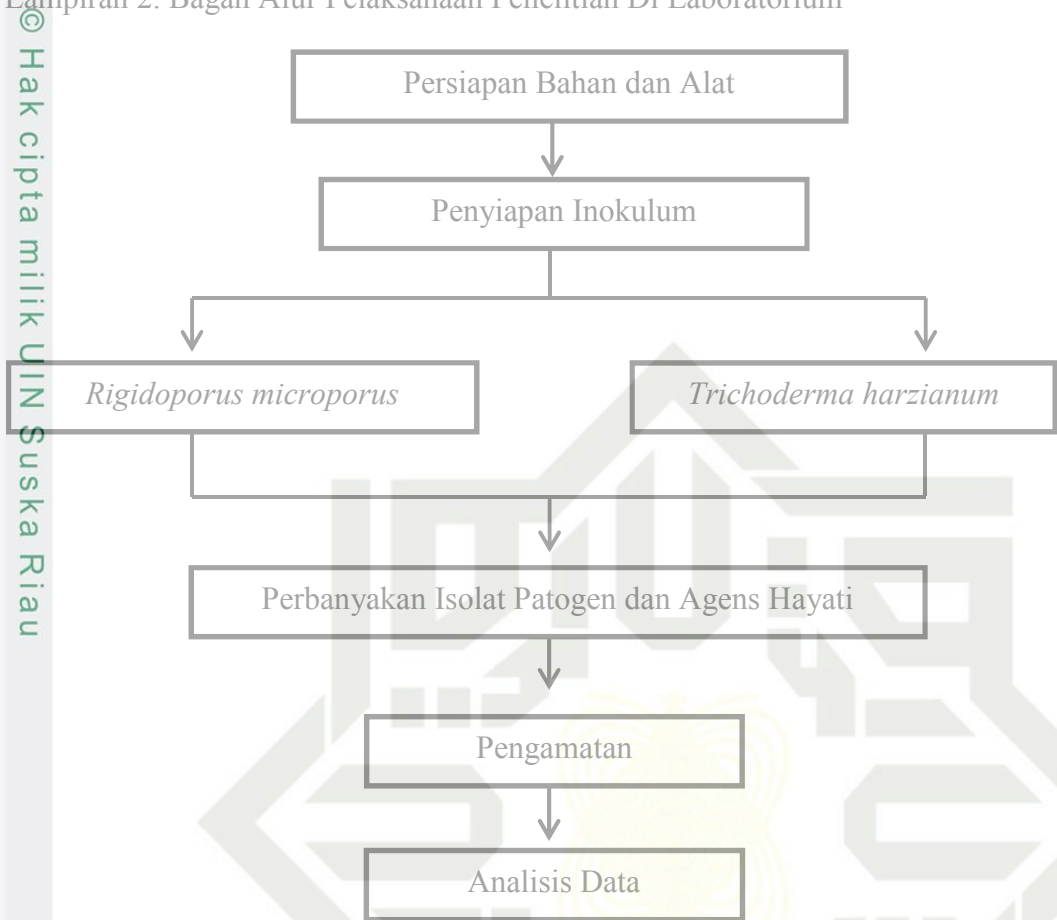 Lampiran 2. Bagan Alur Pelaksanaan Penelitian Di Laboratorium
© Hak cipta milik UIN Suska Riau
Persiapan Bahan dan Alat
Penyiapan Inokulum
Rigidoporus microporus
Trichoderma harzianum
Perbanyakan Isolat Patogen dan Agens Hayati
Pengamatan
Analisis Data